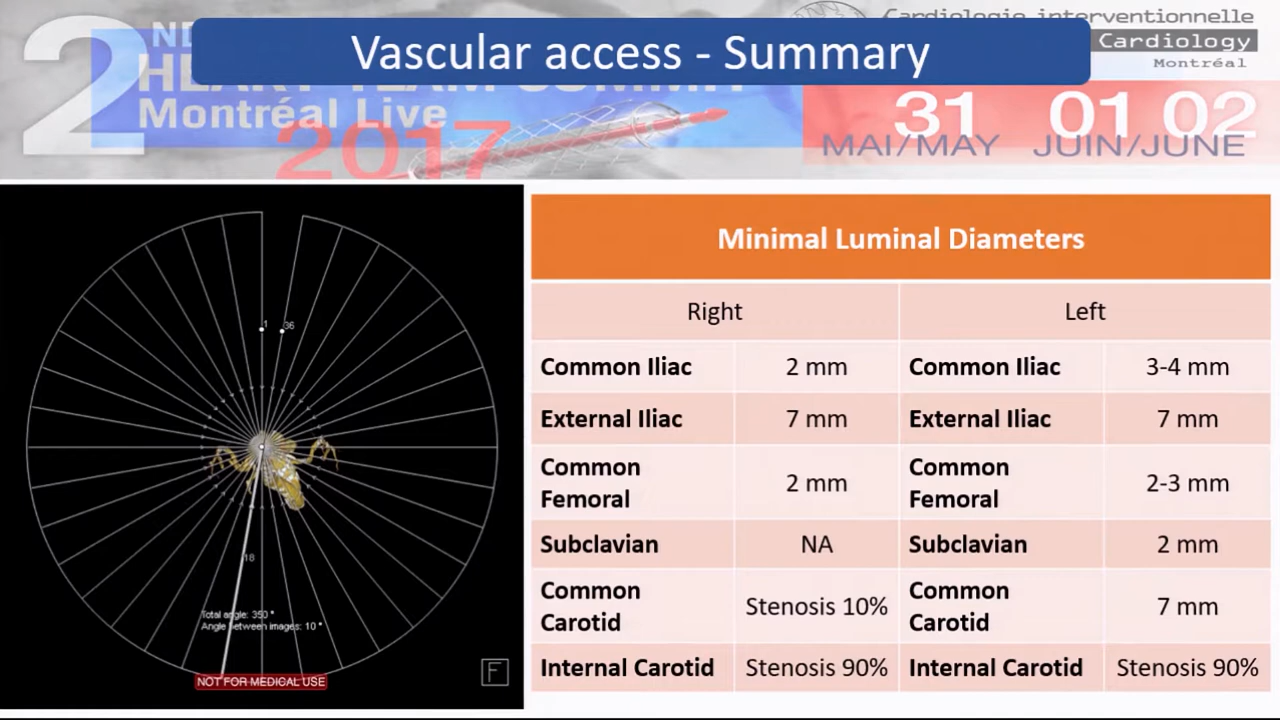 Vascular access - Summary
2
ND
Montréal Live
2017
Cardiologie interventionnelle
Cardiology
Montréal
31 01 02
MAI/MAY JUIN/JUNE
1
36
18
Total angle: 350 °
Angle between images: 10 °
NOT FOR MEDICAL USE
F
Minimal Luminal Diameters
Right Left
Common Iliac 2 mm Common Iliac 3-4 mm
External Iliac 7 mm External Iliac 7 mm
Common Femoral 2 mm Common Femoral 2-3 mm
Subclavian NA Subclavian 2 mm
Common Carotid Stenosis 10% Common Carotid 7 mm
Internal Carotid Stenosis 90% Internal Carotid Stenosis 90%